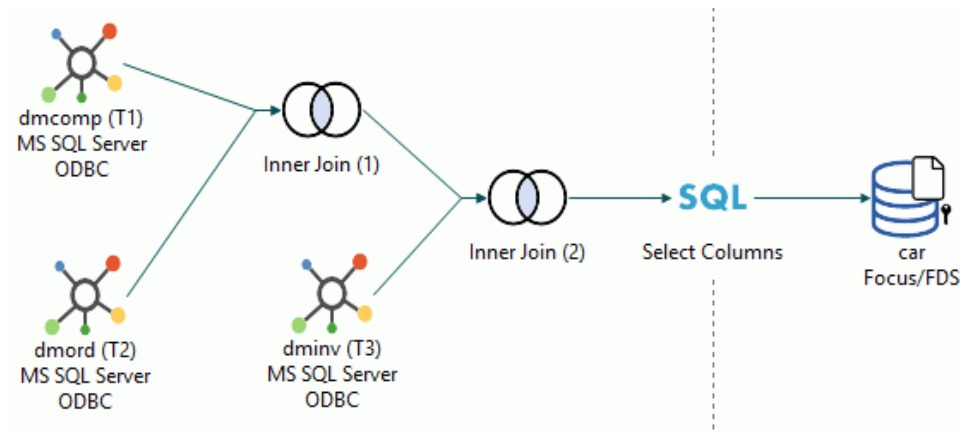 dmcomp (T1)
MS SQL Server
ODBC
Inner Join (1)
dmord (T2)
MS SQL Server
ODBC
dminv (T3)
MS SQL Server
ODBC
Inner Join (2)
SQL
Select Columns
car
Focus/FDS